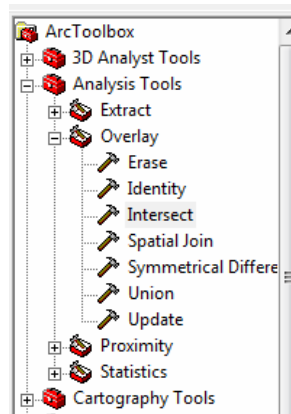 ArcToolbox
3D Analyst Tools
Analysis Tools
Extract
Overlay
Erase
Identity
Intersect
Spatial Join
Symmetrical Differe
Union
Update
Proximity
Statistics
Cartography Tools